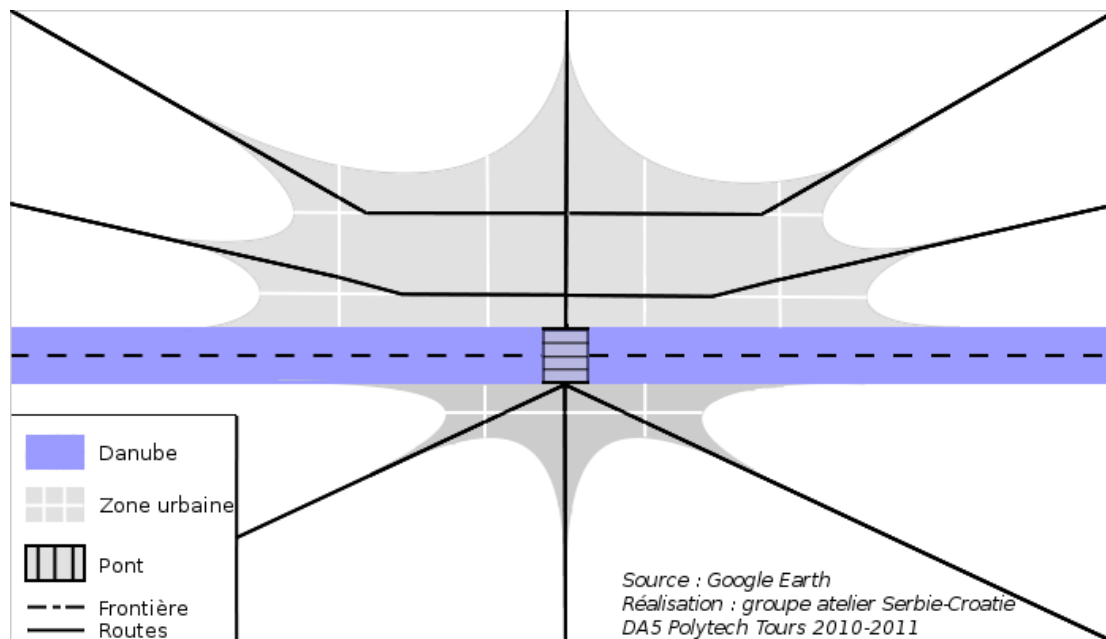 Danube
Zone urbaine
Pont
Frontière
Routes
Source : Google Earth
Réalisation : groupe atelier Serbie-Croatie
DA5 Polytech Tours 2010-2011